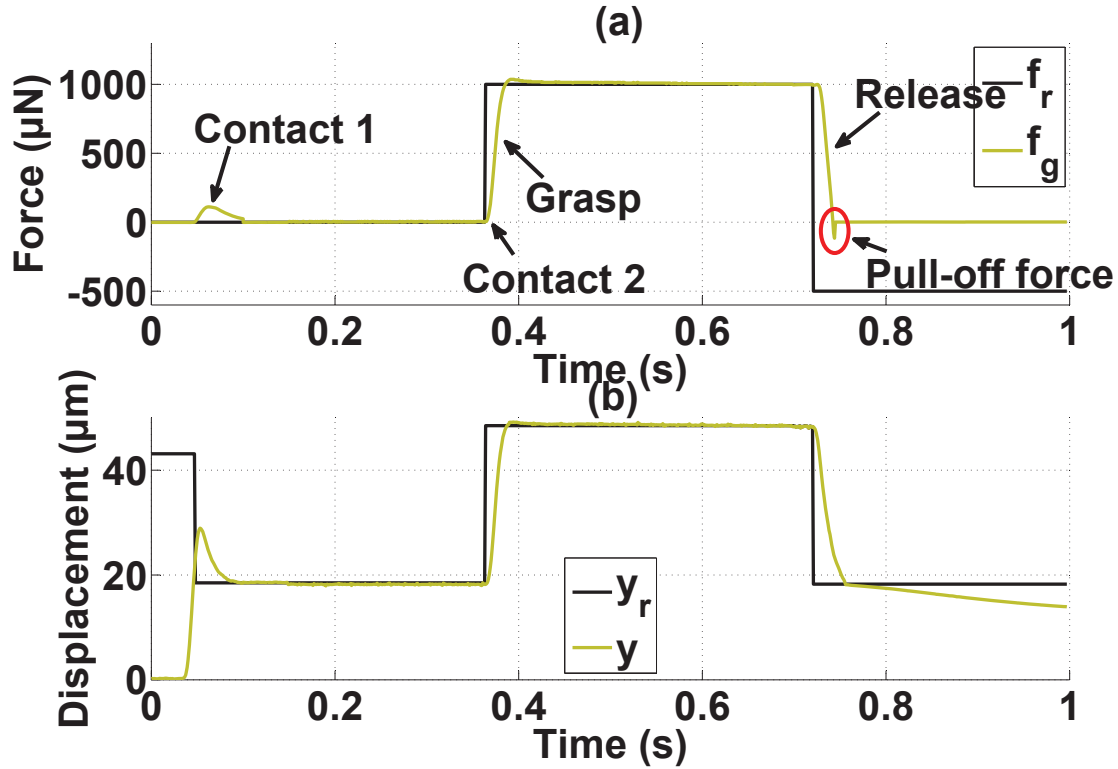 (a)
Force (µN)
1000
500
0
-500
Contact 1
Grasp
Contact 2
Release
Pull-off force
f_r
f_g
0
0.2
0.4
0.6
0.8
1
Time (s)
(b)
Displacement (µm)
40
20
0
y_r
y
0
0.2
0.4
0.6
0.8
1
Time (s)